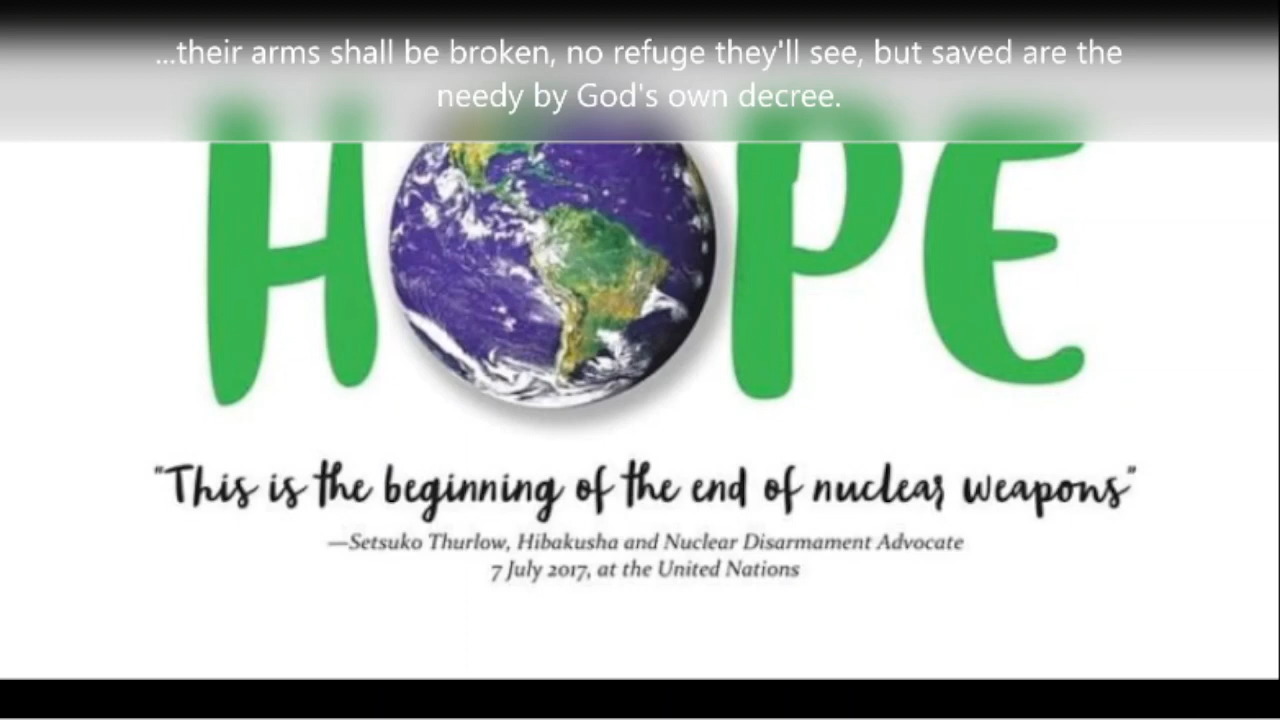 ...their arms shall be broken, no refuge they'll see, but saved are the
needy by God's own decree.
HOPE
"This is the beginning of the end of nuclear weapons"
—Setsuko Thurlow, Hibakusha and Nuclear Disarmament Advocate
7 July 2017, at the United Nations